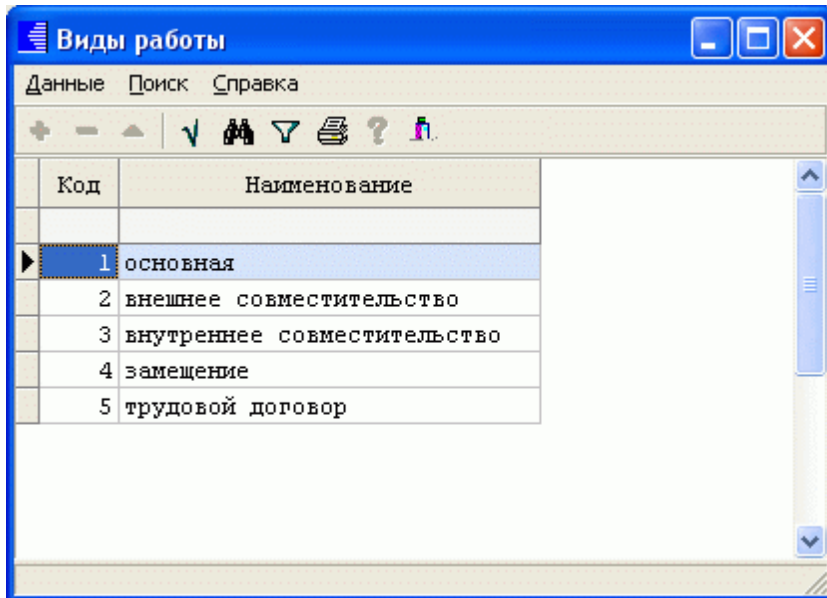 Виды работы
Данные Поиск Справка
Код Наименование
1 основная
2 внешнее совместительство
3 внутреннее совместительство
4 замещение
5 трудовой договор